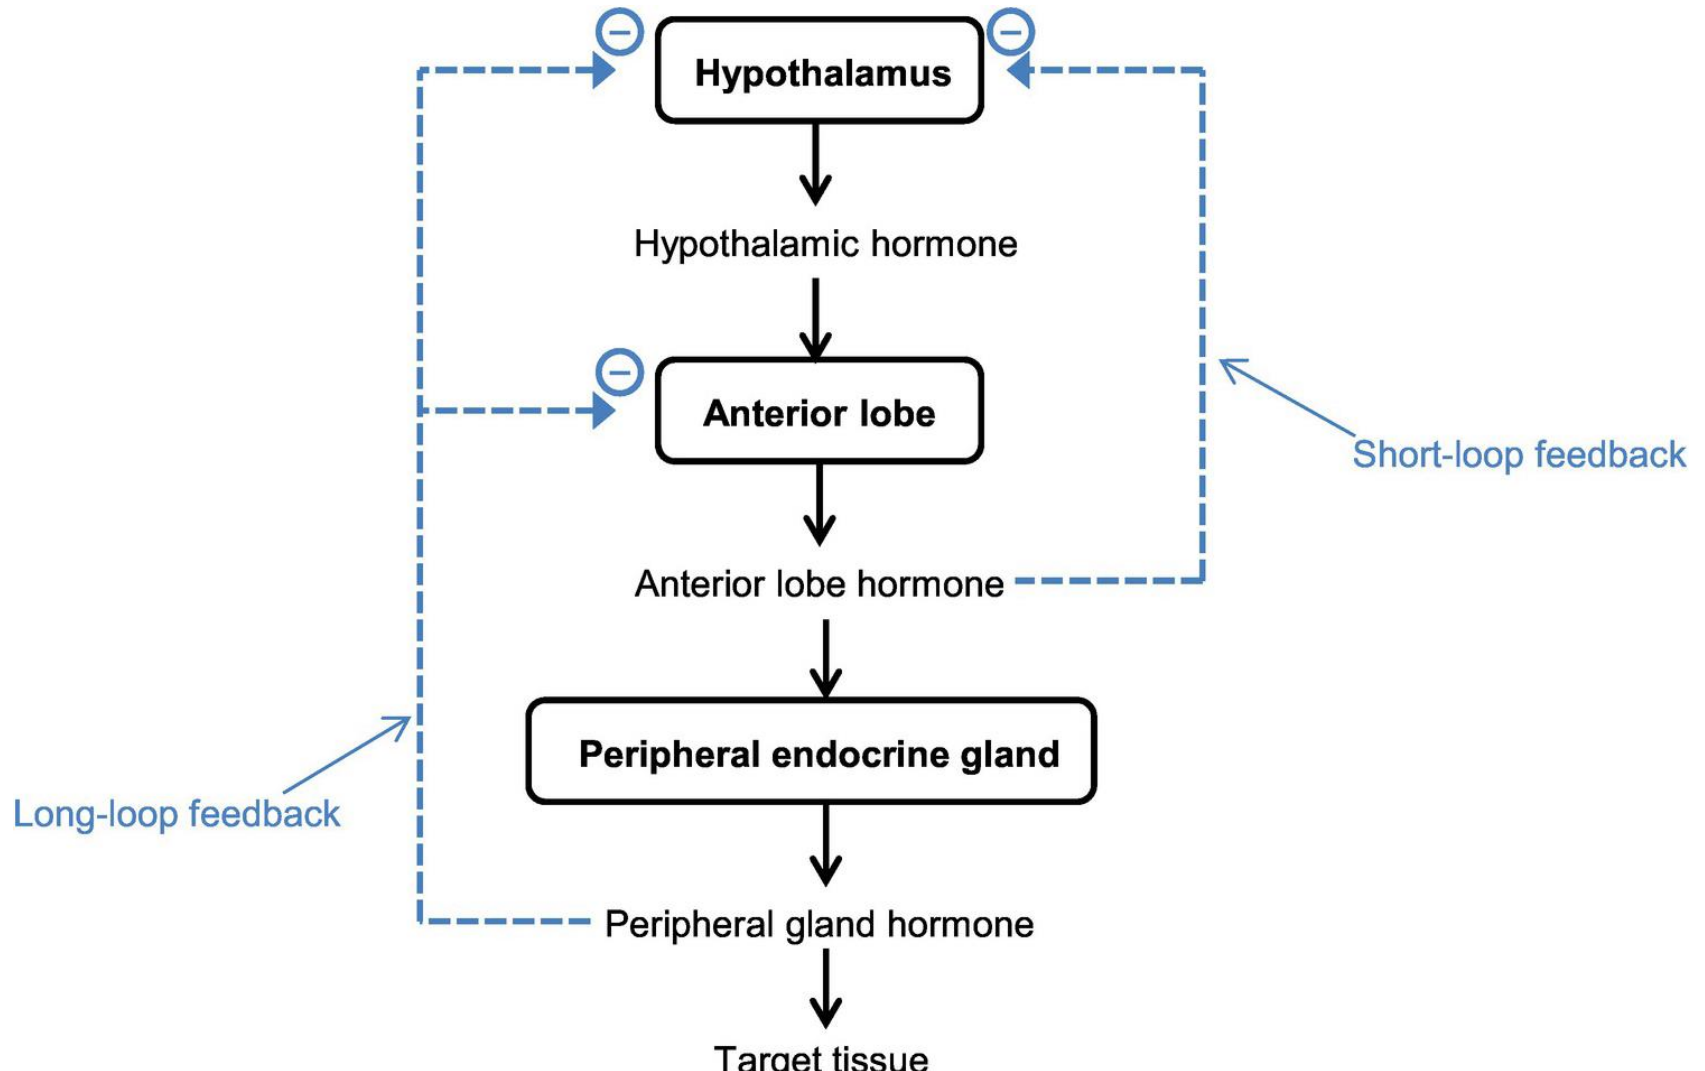 Hypothalamus
Hypothalamic hormone
Anterior lobe
Short-loop feedback
Anterior lobe hormone
Peripheral endocrine gland
Long-loop feedback
Peripheral gland hormone
Target tissue